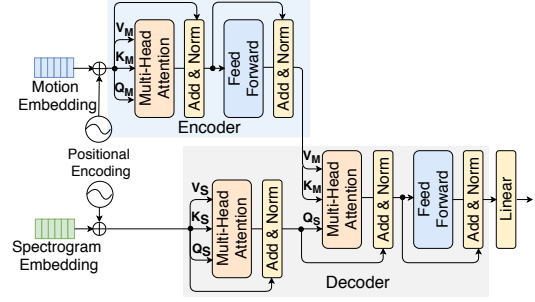 V_M
K_M
Q_M
Multi-Head
Attention
Add & Norm
Feed
Forward
Add & Norm
Motion
Embedding
Encoder
Positional
Encoding
V_M
K_M
Q_S
Multi-Head
Attention
Add & Norm
Feed
Forward
Add & Norm
Linear
V_S
K_S
Q_S
Multi-Head
Attention
Add & Norm
Spectrogram
Embedding
Decoder